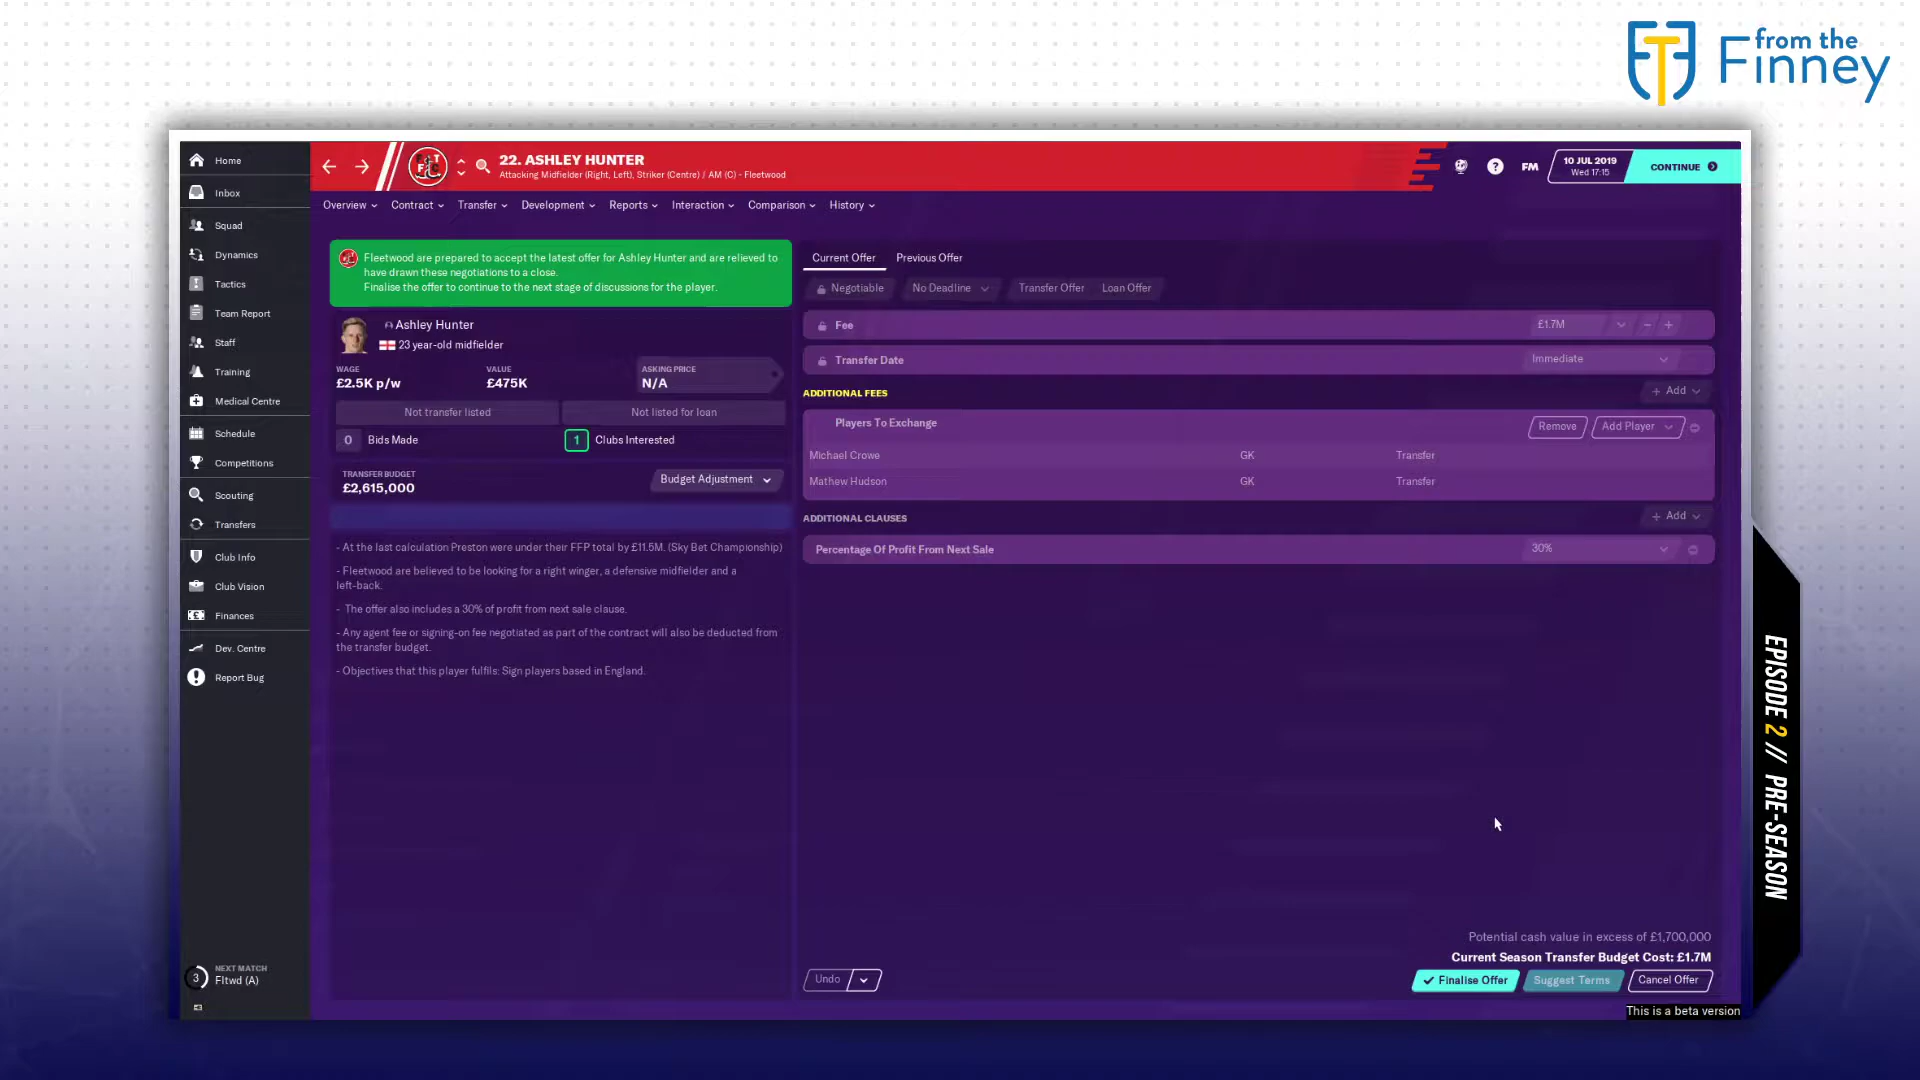 from the
Finney
Home
Inbox
Squad
Dynamics
Tactics
Team Report
Staff
Training
Medical Centre
Schedule
Competitions
Scouting
Transfers
Club Info
Club Vision
Finances
Dev. Centre
Report Bug
NEXT MATCH
3
Fltwd (A)
22. ASHLEY HUNTER
Attacking Midfielder (Right, Left), Striker (Centre) / AM (C) - Fleetwood
FM
10 JUL 2019
Wed 17:15
CONTINUE
Overview
Contract
Transfer
Development
Reports
Interaction
Comparison
History
Fleetwood are prepared to accept the latest offer for Ashley Hunter and are relieved to
have drawn these negotiations to a close.
Finalise the offer to continue to the next stage of discussions for the player.
Ashley Hunter
23 year-old midfielder
WAGE
£2.5K p/w
VALUE
£475K
ASKING PRICE
N/A
Not transfer listed
Not listed for loan
0 Bids Made
1 Clubs Interested
TRANSFER BUDGET
£2,615,000
Budget Adjustment
- At the last calculation Preston were under their FFP total by £11.5M. (Sky Bet Championship)
- Fleetwood are believed to be looking for a right winger, a defensive midfielder and a
left-back.
- The offer also includes a 30% of profit from next sale clause.
- Any agent fee or signing-on fee negotiated as part of the contract will also be deducted from
the transfer budget.
- Objectives that this player fulfils: Sign players based in England.
Current Offer
Previous Offer
Negotiable
No Deadline
Transfer Offer
Loan Offer
Fee
£1.7M
Transfer Date
Immediate
ADDITIONAL FEES
+ Add
Players To Exchange
Remove
Add Player
Michael Crowe GK Transfer
Mathew Hudson GK Transfer
ADDITIONAL CLAUSES
+ Add
Percentage Of Profit From Next Sale
30%
Potential cash value in excess of £1,700,000
Current Season Transfer Budget Cost: £1.7M
Undo
Finalise Offer
Suggest Terms
Cancel Offer
This is a beta version
EPISODE 2 // PRE-SEASON